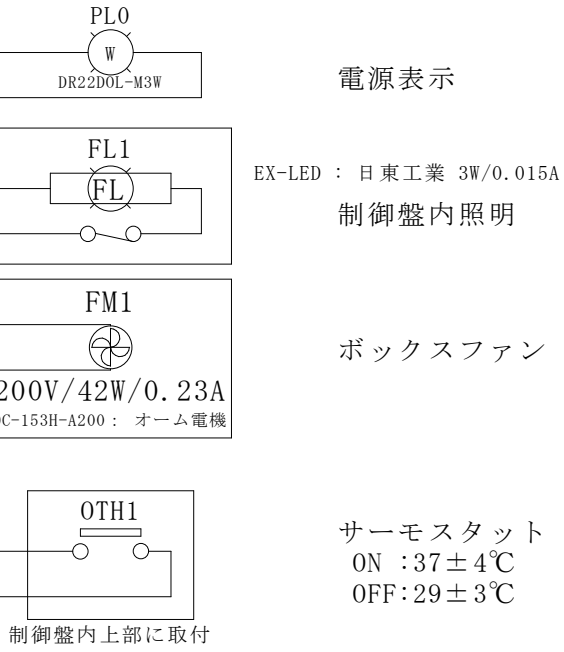 PL0
W
DR22DOL-M3W
電源表示
FL1
FL
EX-LED : 日東工業 3W/0.015A
制御盤内照明
FM1
ボックスファン
200V/42W/0.23A
C-153H-A200: オーム電機
OTH1
サーモスタット
ON :37±4℃
OFF:29±3℃
制御盤内上部に取付